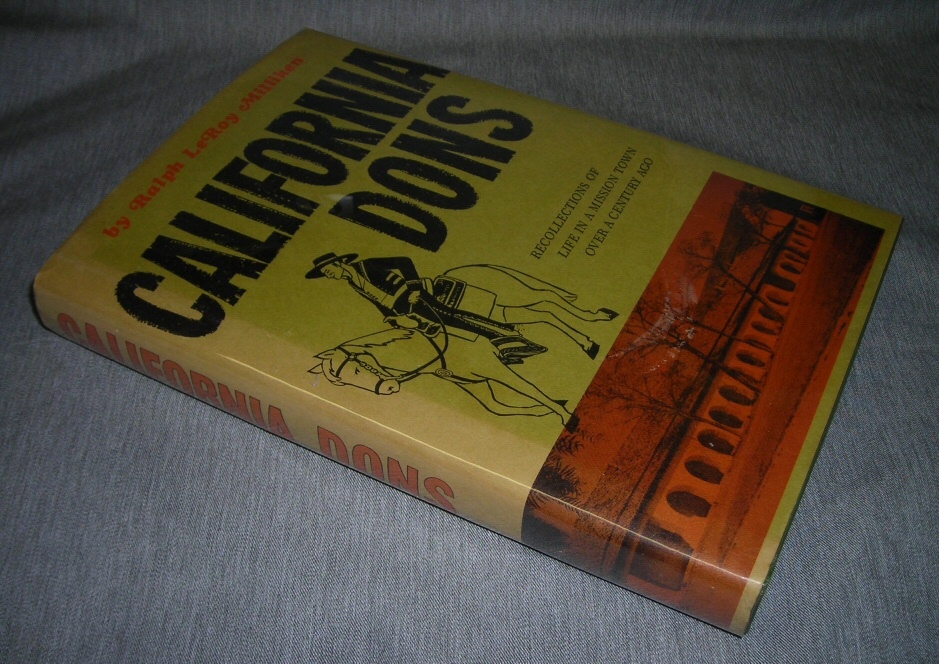 by Ralph LeRoy Milliken
CALIFORNIA
DONS
RECOLLECTIONS OF
LIFE IN A MISSION TOWN
OVER A CENTURY AGO
CALIFORNIA DONS